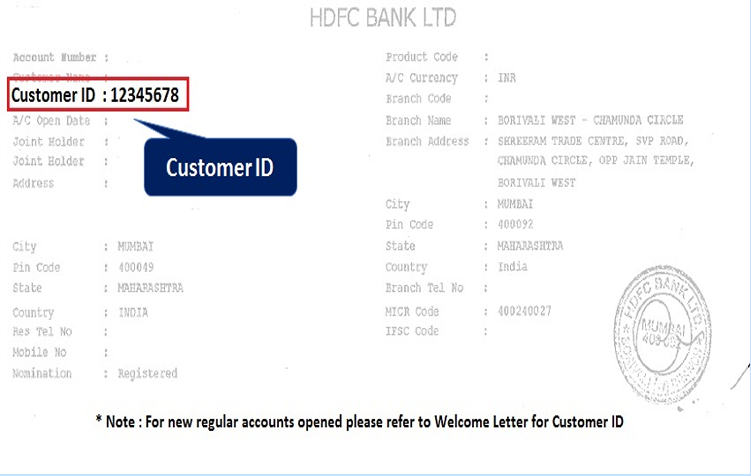 HDFC BANK LTD
Account Number :
Customer Name :
Customer ID : 12345678
A/C Open Date :
Joint Holder :
Joint Holder :
Address :
Customer ID
City : MUMBAI
Pin Code : 400049
State : MAHARASHTRA
Country : INDIA
Res Tel No :
Mobile No :
Nomination : Registered
Product Code :
A/C Currency : INR
Branch Code :
Branch Name : BORIVALI WEST - CHAMUNDA CIRCLE
Branch Address : SHREERAM TRADE CENTRE, SVP ROAD,
CHAMUNDA CIRCLE, OPP JAIN TEMPLE,
BORIVALI WEST
City : MUMBAI
Pin Code : 400092
State : MAHARASHTRA
Country : India
Branch Tel No :
MICR Code : 400240027
IFSC Code :
HDFC BANK LTD.
MUMBAI
* Note : For new regular accounts opened please refer to Welcome Letter for Customer ID